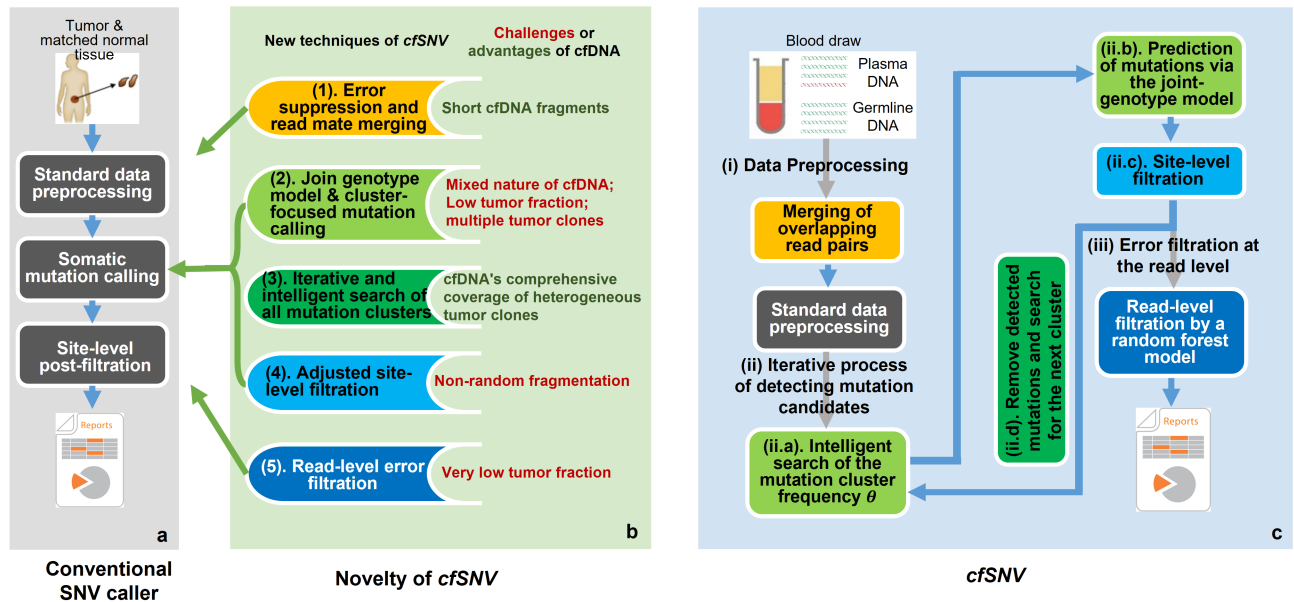 Tumor &
matched normal
tissue
Standard data
preprocessing
Somatic
mutation calling
Site-level
post-filtration
Reports
a
Conventional
SNV caller
New techniques of cfSNV
Challenges or
advantages of cfDNA
(1). Error
suppression and
read mate merging
Short cfDNA fragments
(2). Join genotype
model & cluster-
focused mutation
calling
Mixed nature of cfDNA;
Low tumor fraction;
multiple tumor clones
(3). Iterative and
intelligent search of
all mutation clusters
cfDNA's comprehensive
coverage of heterogeneous
tumor clones
(4). Adjusted site-
level filtration
Non-random fragmentation
(5). Read-level error
filtration
Very low tumor fraction
b
Novelty of cfSNV
Blood draw
Plasma
DNA
Germline
DNA
(i) Data Preprocessing
Merging of
overlapping
read pairs
Standard data
preprocessing
(ii) Iterative process
of detecting mutation
candidates
(ii.a). Intelligent
search of the
mutation cluster
frequency θ
(ii.b). Prediction
of mutations via
the joint-
genotype model
(ii.c). Site-level
filtration
(ii.d). Remove detected
mutations and search
for the next cluster
(iii) Error filtration at
the read level
Read-level
filtration by a
random forest
model
Reports
c
cfSNV